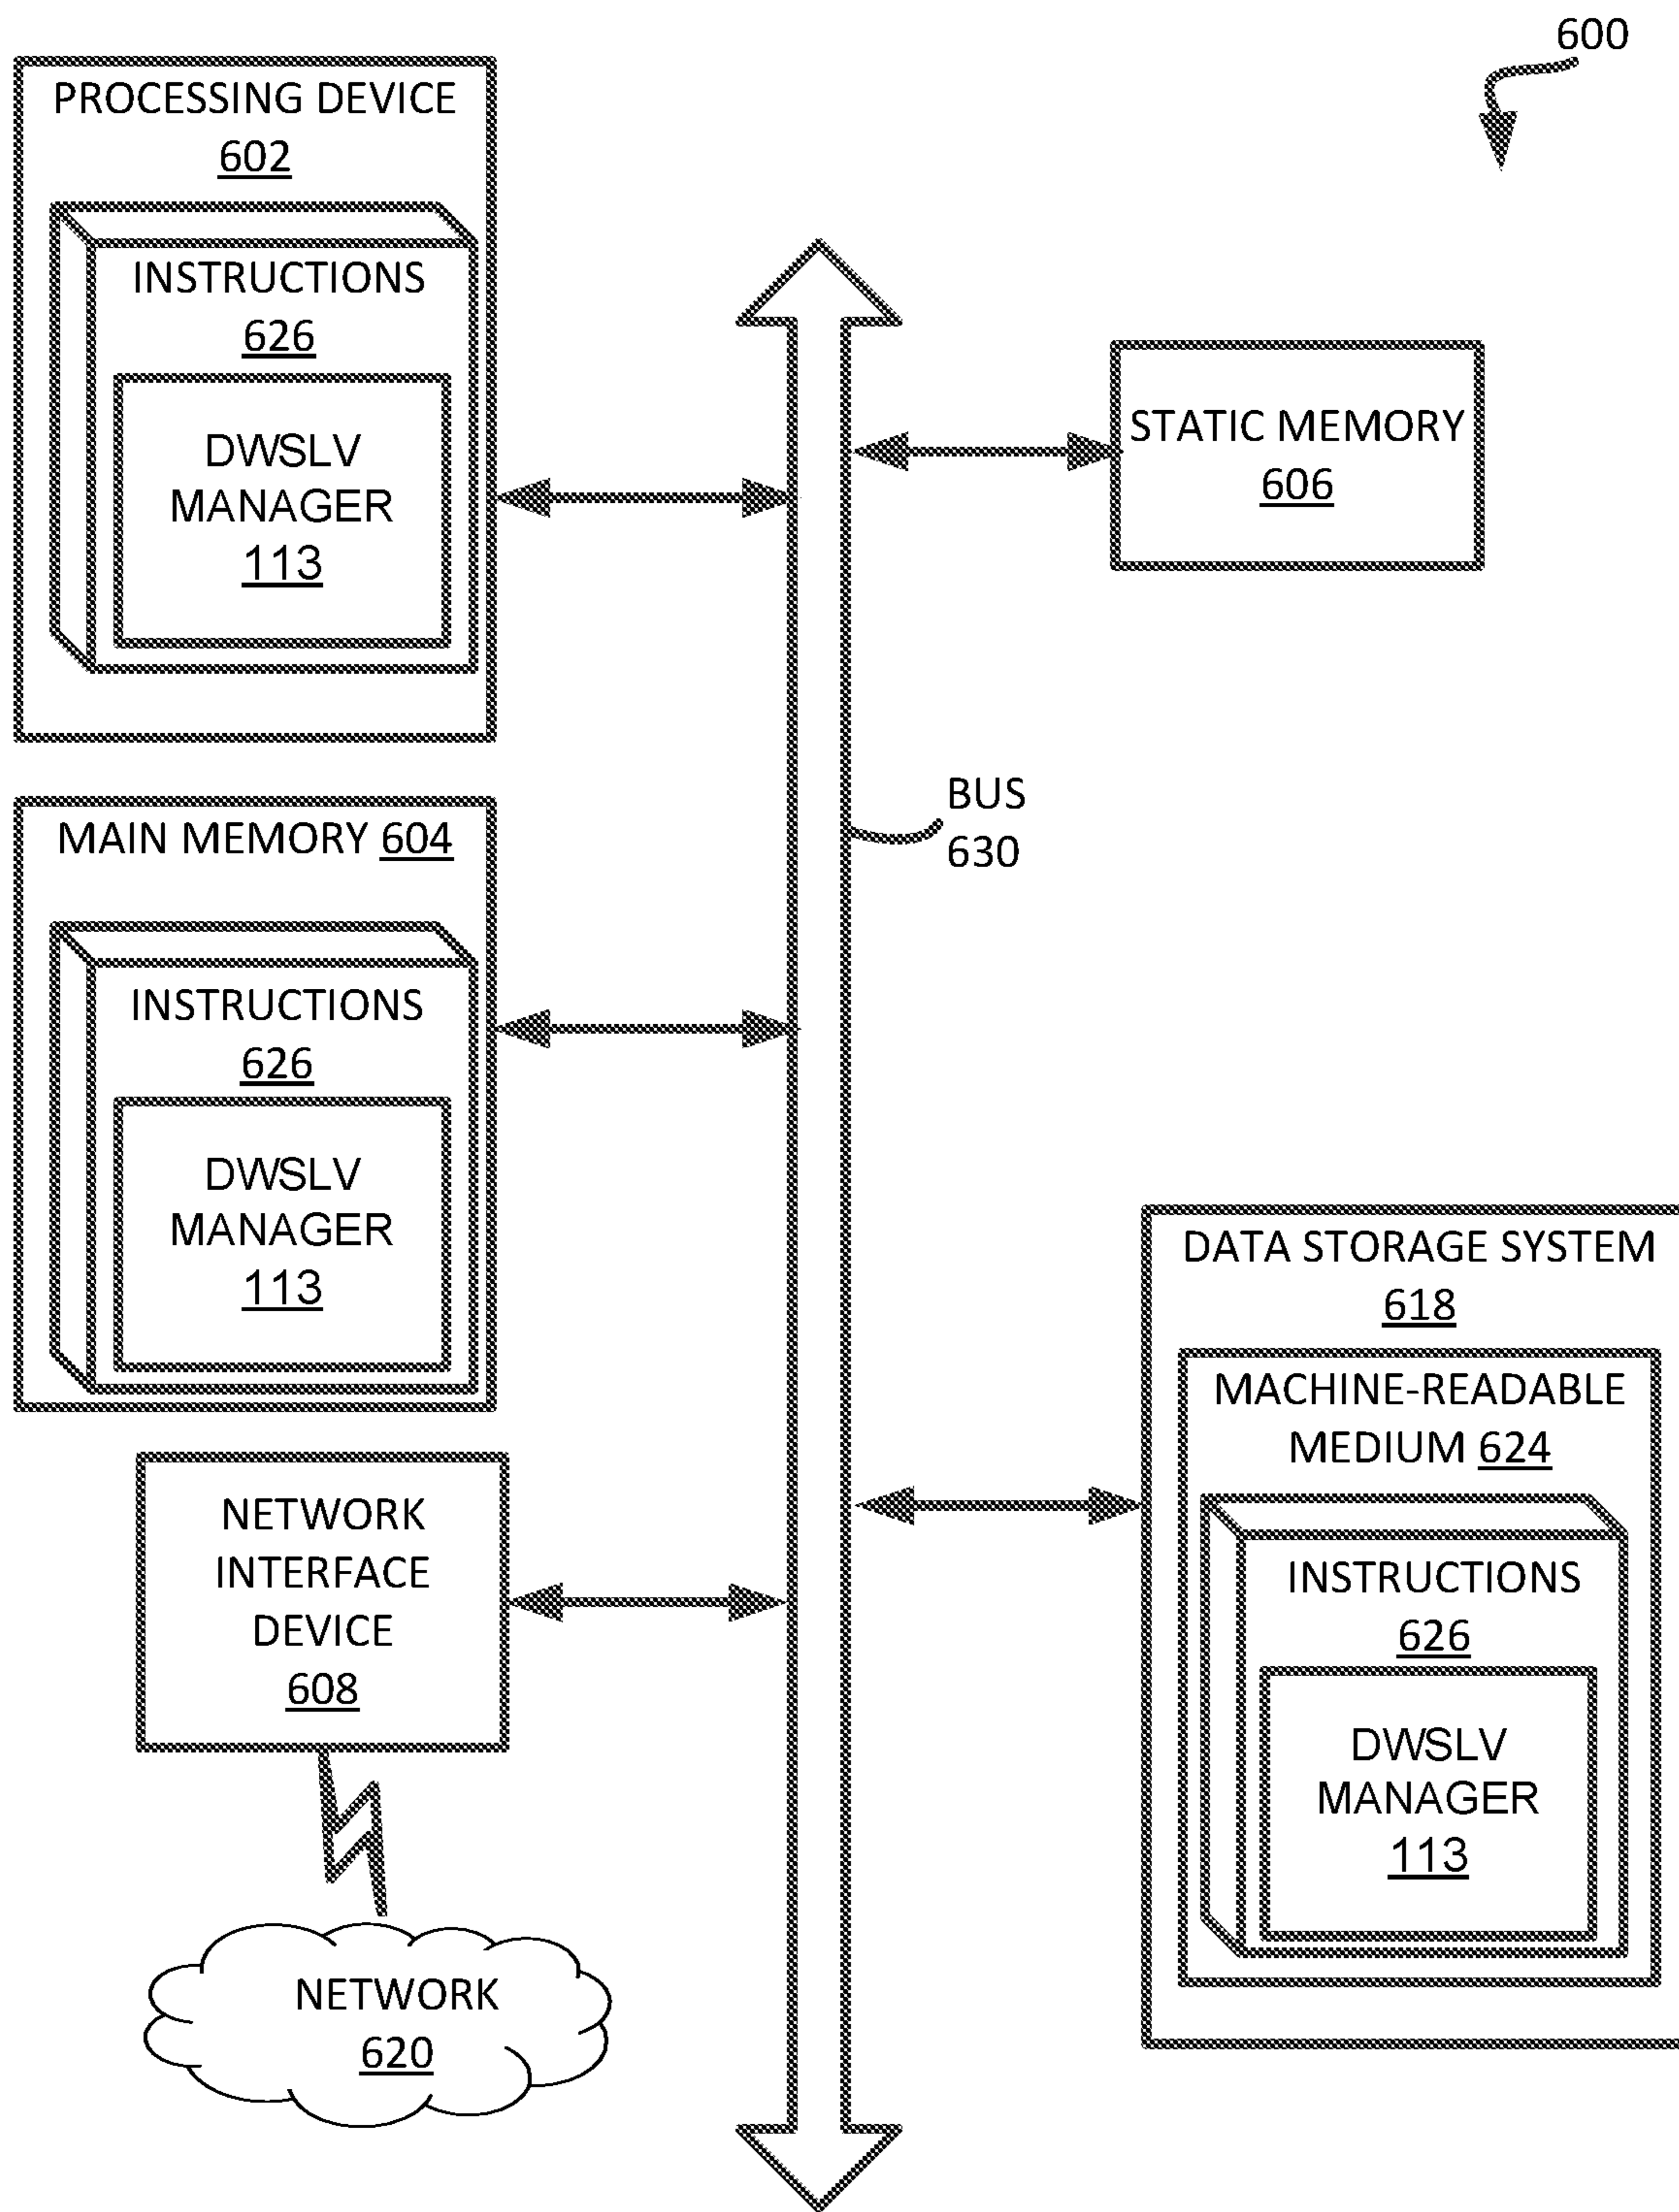 600
PROCESSING DEVICE
602
INSTRUCTIONS
626
DWSLV
MANAGER
113
STATIC MEMORY
606
BUS
630
MAIN MEMORY 604
INSTRUCTIONS
626
DWSLV
MANAGER
113
DATA STORAGE SYSTEM
618
MACHINE-READABLE
MEDIUM 624
INSTRUCTIONS
626
DWSLV
MANAGER
113
NETWORK
INTERFACE
DEVICE
608
NETWORK
620